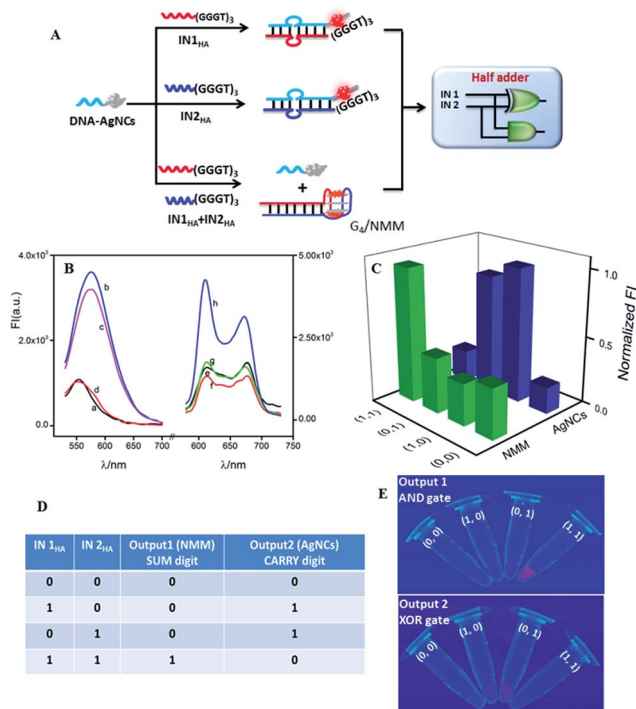 A
(GGGT)3
IN1HA
(GGGT)3
(GGGT)3
IN2HA
(GGGT)3
DNA-AgNCs
(GGGT)3
(GGGT)3
IN1HA+IN2HA
+
G4/NMM
Half adder
IN 1
IN 2
B
4.0x10³
2.0x10³
0.0
FI(a.u.)
5.00x10³
2.50x10³
0.00
b
c
d
a
h
g
e
f
550 600 650 700 600 650 700 750
λ/nm λ/nm
C
1.0
0.5
0.0
Normalized FI
(1,1)
(0,1)
(1,0)
(0,0)
NMM
AgNCs
D
IN 1HA IN 2HA Output1 (NMM) SUM digit Output2 (AgNCs) CARRY digit
0 0 0 0
1 0 0 1
0 1 0 1
1 1 1 0
E
Output 1
AND gate
(0, 0)
(1, 0)
(0, 1)
(1, 1)
Output 2
XOR gate
(0, 0)
(1, 0)
(0, 1)
(1, 1)